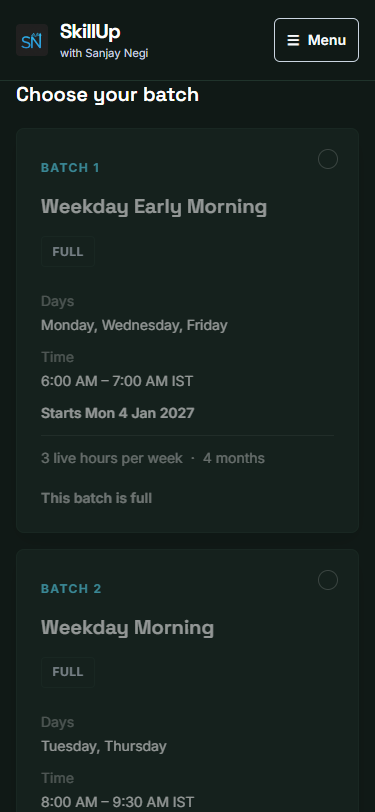 SN
SkillUp
with Sanjay Negi
☰ Menu
Choose your batch
BATCH 1
Weekday Early Morning
FULL
Days
Monday, Wednesday, Friday
Time
6:00 AM – 7:00 AM IST
Starts Mon 4 Jan 2027
3 live hours per week · 4 months
This batch is full
BATCH 2
Weekday Morning
FULL
Days
Tuesday, Thursday
Time
8:00 AM – 9:30 AM IST